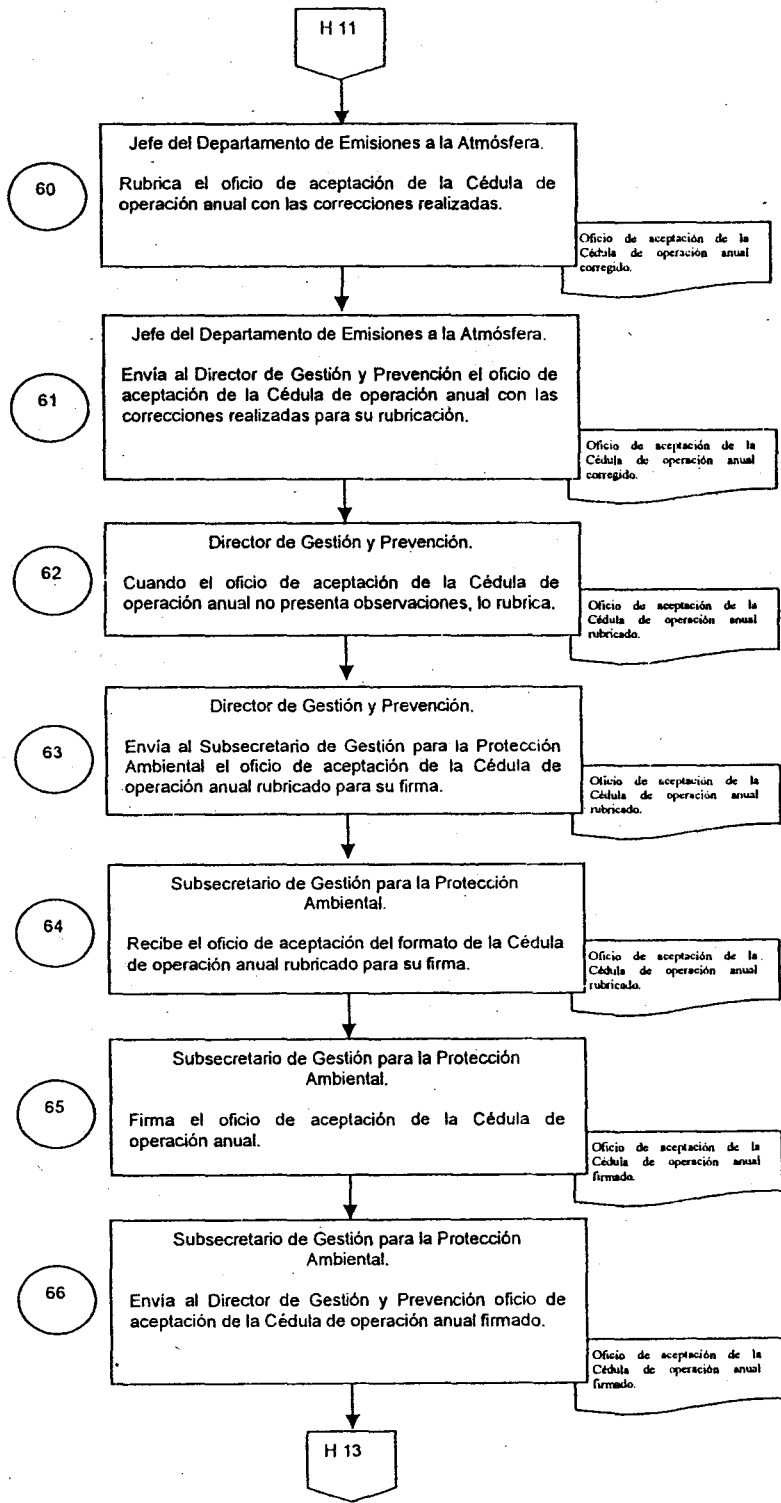 H 11
Jefe del Departamento de Emisiones a la Atmósfera.
60
Rubrica el oficio de aceptación de la Cédula de
operación anual con las correcciones realizadas.
Oficio de aceptación de la
Cédula de operación anual
corregido.
Jefe del Departamento de Emisiones a la Atmósfera.
61
Envía al Director de Gestión y Prevención el oficio de
aceptación de la Cédula de operación anual con las
correcciones realizadas para su rubricación.
Oficio de aceptación de la
Cédula de operación anual
corregido.
Director de Gestión y Prevención.
62
Cuando el oficio de aceptación de la Cédula de
operación anual no presenta observaciones, lo rubrica.
Oficio de aceptación de la
Cédula de operación anual
rubricado.
Director de Gestión y Prevención.
63
Envía al Subsecretario de Gestión para la Protección
Ambiental el oficio de aceptación de la Cédula de
operación anual rubricado para su firma.
Oficio de aceptación de la
Cédula de operación anual
rubricado.
Subsecretario de Gestión para la Protección
Ambiental.
64
Recibe el oficio de aceptación del formato de la Cédula
de operación anual rubricado para su firma.
Oficio de aceptación de la
Cédula de operación anual
rubricado.
Subsecretario de Gestión para la Protección
Ambiental.
65
Firma el oficio de aceptación de la Cédula de
operación anual.
Oficio de aceptación de la
Cédula de operación anual
firmado.
Subsecretario de Gestión para la Protección
Ambiental.
66
Envía al Director de Gestión y Prevención oficio de
aceptación de la Cédula de operación anual firmado.
Oficio de aceptación de la
Cédula de operación anual
firmado.
H 13